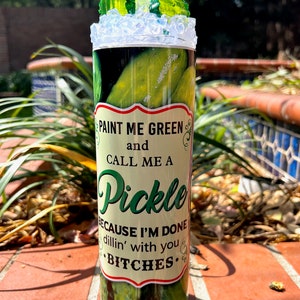 PAINT ME GREEN
and
CALL ME A
Pickle
BECAUSE I'M DONE
dillin' with you
BITCHES